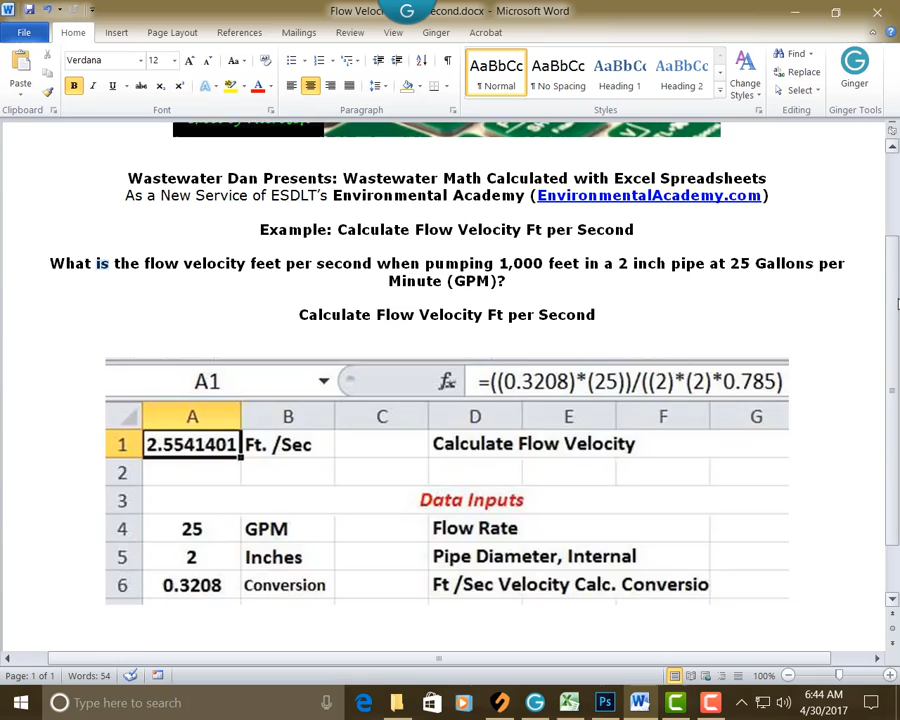 Flow Veloc
econd.docx - Microsoft Word
File Home Insert Page Layout References Mailings Review View Ginger Acrobat
Paste
Verdana 12
Aa
AaBbCc AaBbCc AaBbCc AaBbCc
¶ Normal ¶ No Spacing Heading 1 Heading 2
Change Styles
Find
Replace
Select
Ginger
Clipboard Font Paragraph Styles Editing Ginger Tools
Wastewater Dan Presents: Wastewater Math Calculated with Excel Spreadsheets
As a New Service of ESDLT’s Environmental Academy (EnvironmentalAcademy.com)
Example: Calculate Flow Velocity Ft per Second
What is the flow velocity feet per second when pumping 1,000 feet in a 2 inch pipe at 25 Gallons per
Minute (GPM)?
Calculate Flow Velocity Ft per Second
A1 fx =((0.3208)*(25))/((2)*(2)*0.785)
A B C D E F G
1 2.5541401 Ft. /Sec Calculate Flow Velocity
2
3 Data Inputs
4 25 GPM Flow Rate
5 2 Inches Pipe Diameter, Internal
6 0.3208 Conversion Ft /Sec Velocity Calc. Conversio
Page: 1 of 1 Words: 54 100%
Type here to search
6:44 AM
4/30/2017